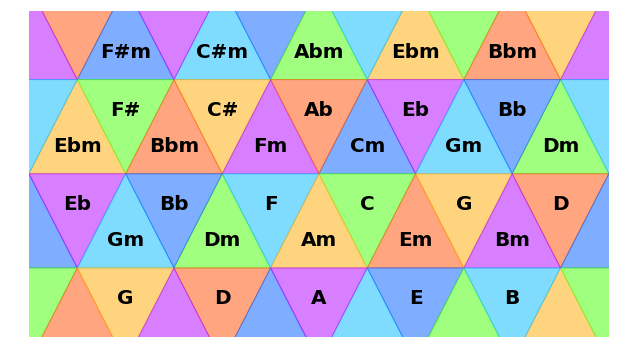 F#m C#m Abm Ebm Bbm
F# C# Ab Eb Bb
Ebm Bbm Fm Cm Gm Dm
Eb Bb F C G D
Gm Dm Am Em Bm
G D A E B